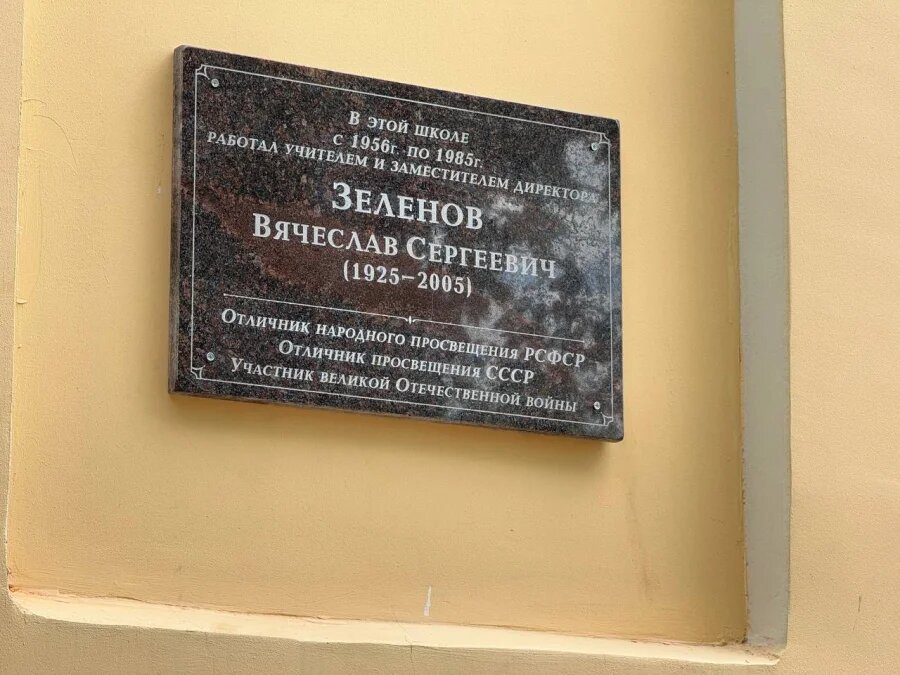 В ЭТОЙ ШКОЛЕ
С 1956г. ПО 1985г.
РАБОТАЛ УЧИТЕЛЕМ И ЗАМЕСТИТЕЛЕМ ДИРЕКТОРА
ЗЕЛЕНОВ
ВЯЧЕСЛАВ СЕРГЕЕВИЧ
(1925–2005)
ОТЛИЧНИК НАРОДНОГО ПРОСВЕЩЕНИЯ РСФСР
ОТЛИЧНИК ПРОСВЕЩЕНИЯ СССР
УЧАСТНИК ВЕЛИКОЙ ОТЕЧЕСТВЕННОЙ ВОЙНЫ